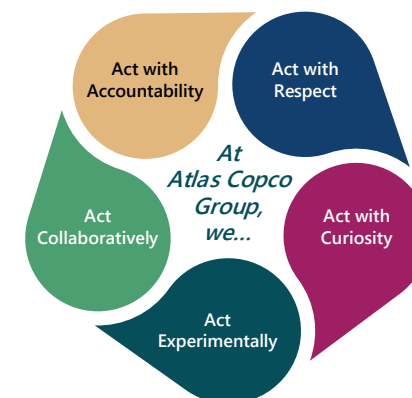 Act with
Accountability
Act with
Respect
At
Atlas Copco
Group,
we...
Act
Collaboratively
Act with
Curiosity
Act
Experimentally